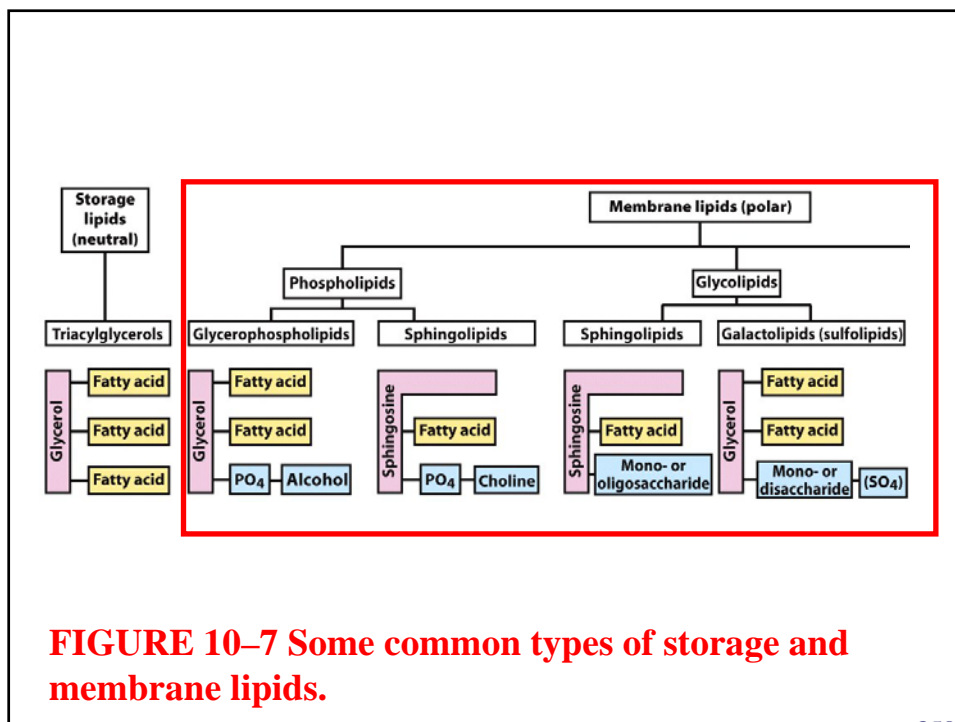 Storage
lipids
(neutral)
Membrane lipids (polar)
Phospholipids
Glycolipids
Triacylglycerols
Glycerophospholipids
Sphingolipids
Sphingolipids
Galactolipids (sulfolipids)
Glycerol
Fatty acid
Fatty acid
Fatty acid
Glycerol
Fatty acid
Fatty acid
PO4
Alcohol
Sphingosine
Fatty acid
PO4
Choline
Sphingosine
Fatty acid
Mono- or
oligosaccharide
Glycerol
Fatty acid
Fatty acid
Mono- or
disaccharide
(SO4)
FIGURE 10–7 Some common types of storage and
membrane lipids.